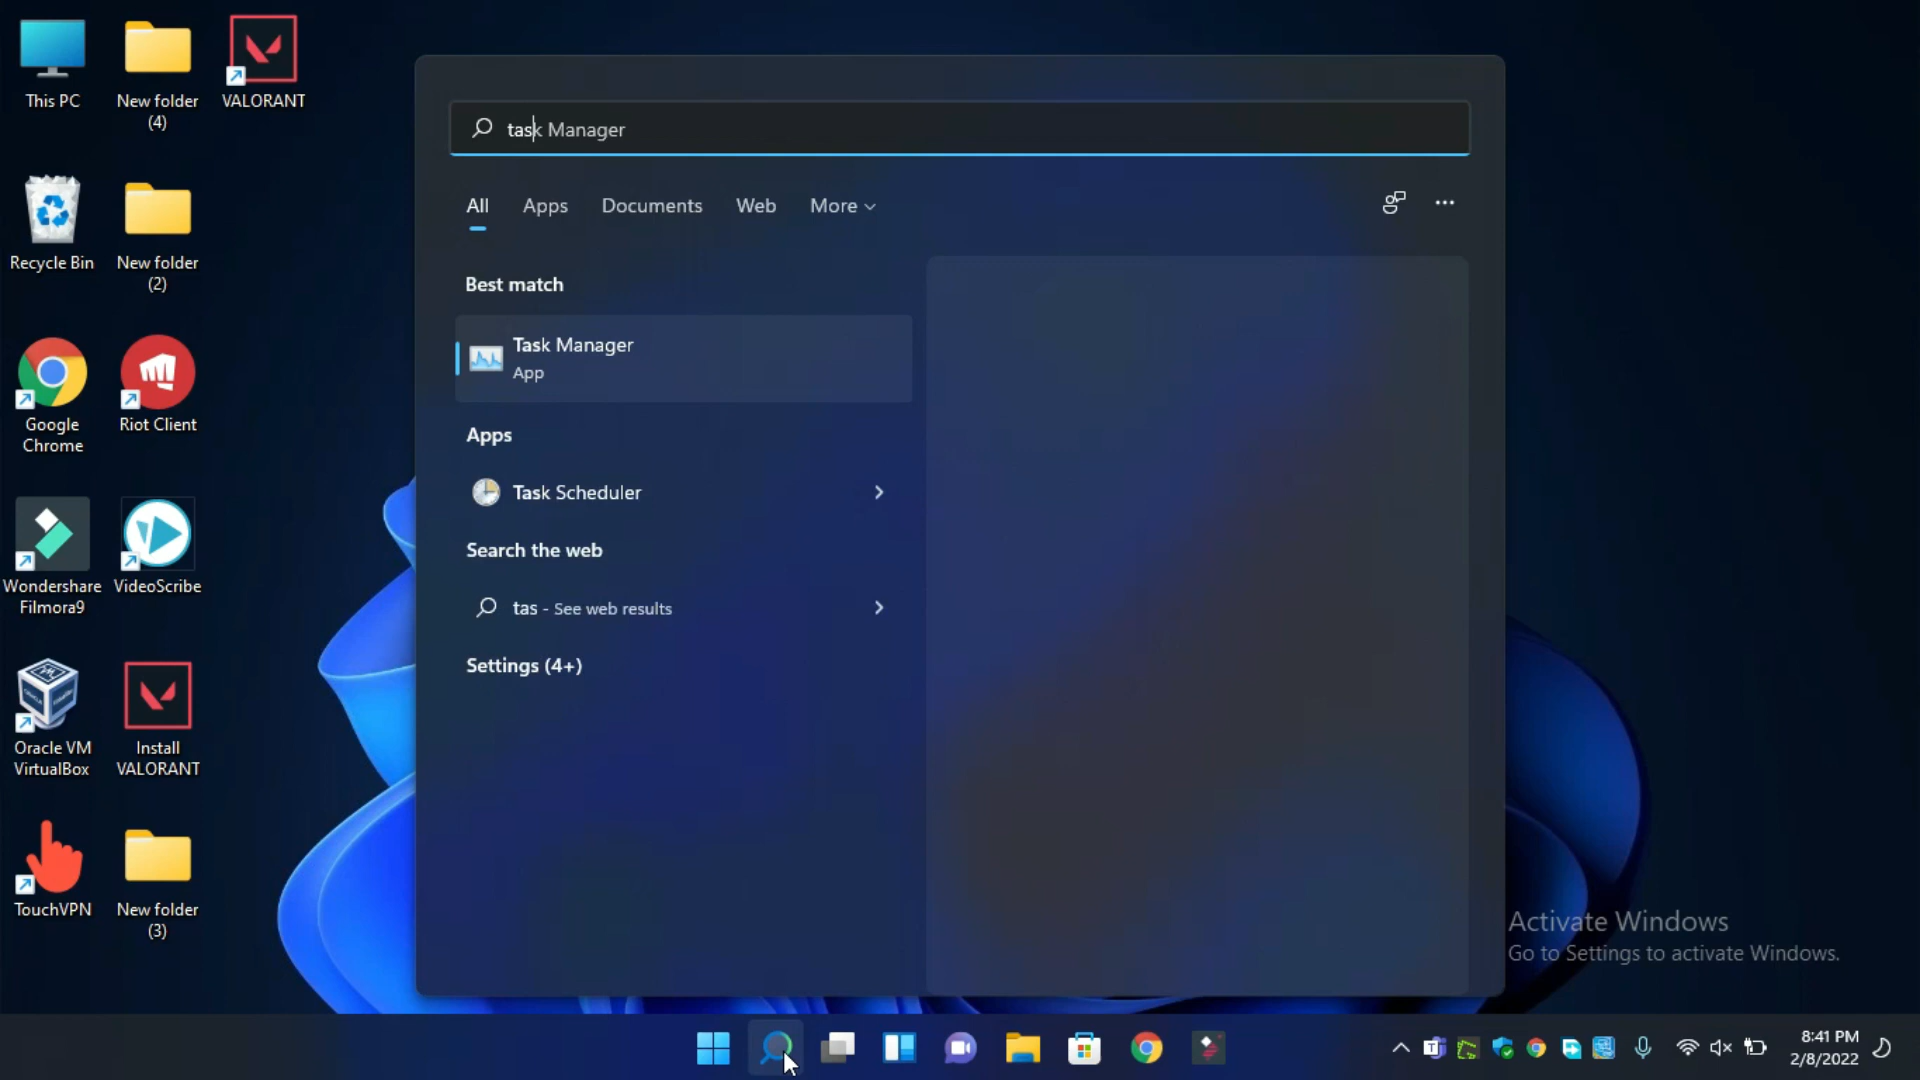 This PC
New folder
(4)
VALORANT
Recycle Bin
New folder
(2)
Google
Chrome
Riot Client
Wondershare
Filmora9
VideoScribe
Oracle VM
VirtualBox
Install
VALORANT
TouchVPN
New folder
(3)
task Manager
All
Apps
Documents
Web
More
Best match
Task Manager
App
Apps
Task Scheduler
Search the web
tas - See web results
Settings (4+)
Activate Windows
Go to Settings to activate Windows.
8:41 PM
2/8/2022